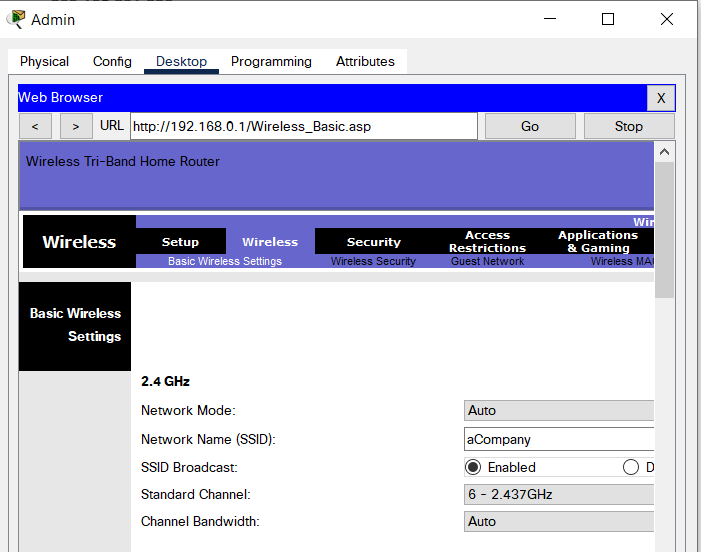 Admin
Physical Config Desktop Programming Attributes
Web Browser X
< > URL http://192.168.0.1/Wireless_Basic.asp Go Stop
Wireless Tri-Band Home Router
Wireless Setup Wireless Security Access Restrictions Applications & Gaming
Basic Wireless Settings Wireless Security Guest Network Wireless
Basic Wireless
Settings
2.4 GHz
Network Mode: Auto
Network Name (SSID): aCompany
SSID Broadcast: Enabled
Standard Channel: 6 - 2.437GHz
Channel Bandwidth: Auto